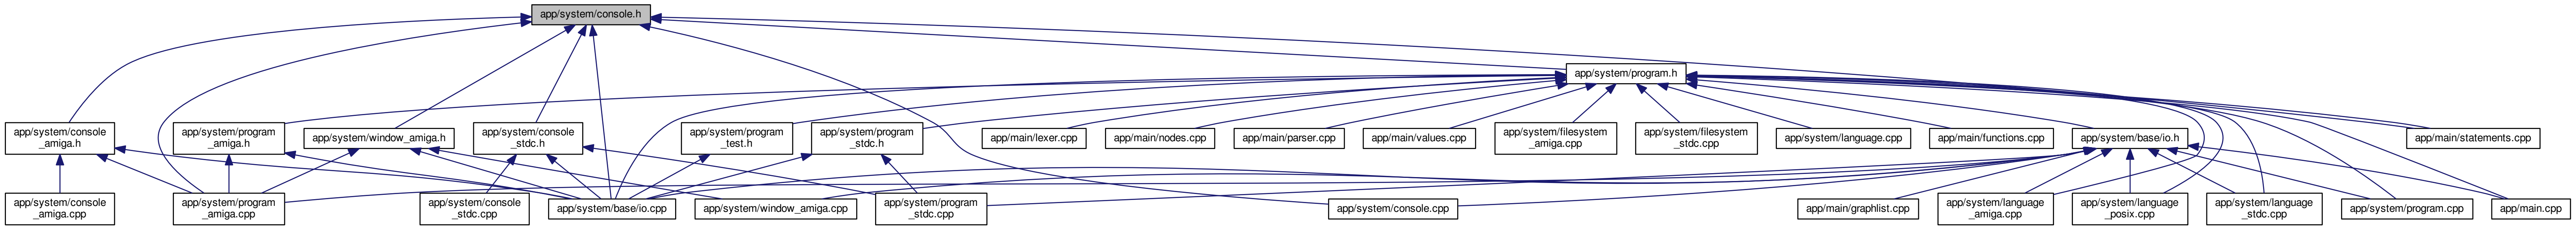 app/system/console.h
app/system/program.h
app/system/console
_amiga.h
app/system/program
_amiga.h
app/system/window_amiga.h
app/system/console
_stdc.h
app/system/program
_test.h
app/system/program
_stdc.h
app/main/lexer.cpp
app/main/nodes.cpp
app/main/parser.cpp
app/main/values.cpp
app/system/filesystem
_amiga.cpp
app/system/filesystem
_stdc.cpp
app/system/language.cpp
app/main/functions.cpp
app/system/base/io.h
app/main/statements.cpp
app/system/console
_amiga.cpp
app/system/program
_amiga.cpp
app/system/console
_stdc.cpp
app/system/base/io.cpp
app/system/window_amiga.cpp
app/system/program
_stdc.cpp
app/system/console.cpp
app/main/graphlist.cpp
app/system/language
_amiga.cpp
app/system/language
_posix.cpp
app/system/language
_stdc.cpp
app/system/program.cpp
app/main.cpp